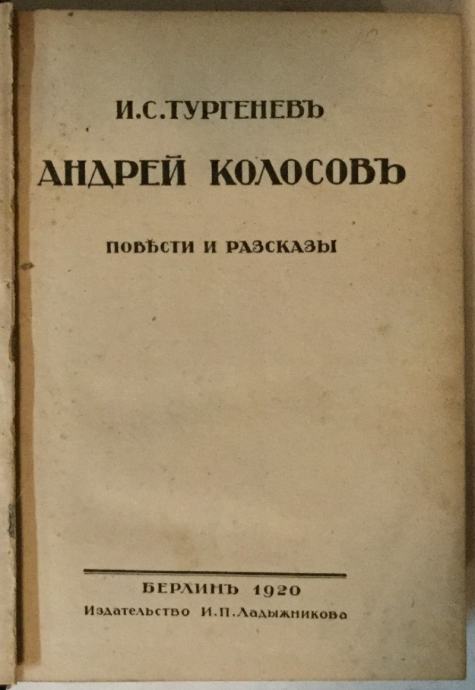 И.С.ТУРГЕНЕВЪ
АНДРЕЙ КОЛОСОВЪ
ПОВѢСТИ И РАЗСКАЗЫ
БЕРЛИНЪ 1920
Издательство И.П.Ладыжникова